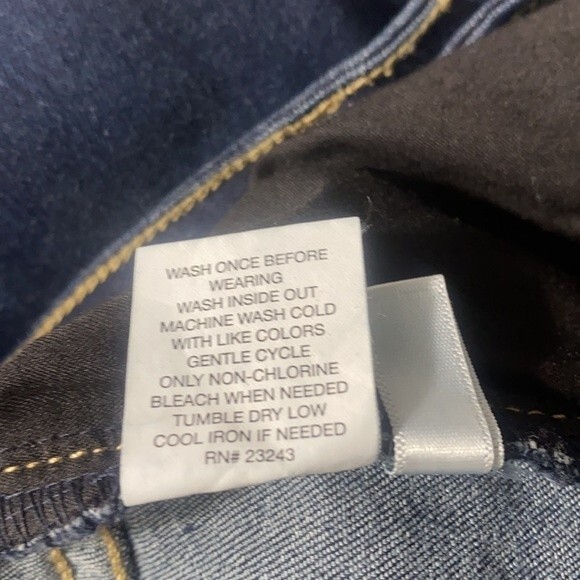 WASH ONCE BEFORE
WEARING
WASH INSIDE OUT
MACHINE WASH COLD
WITH LIKE COLORS
GENTLE CYCLE
ONLY NON-CHLORINE
BLEACH WHEN NEEDED
TUMBLE DRY LOW
COOL IRON IF NEEDED
RN# 23243